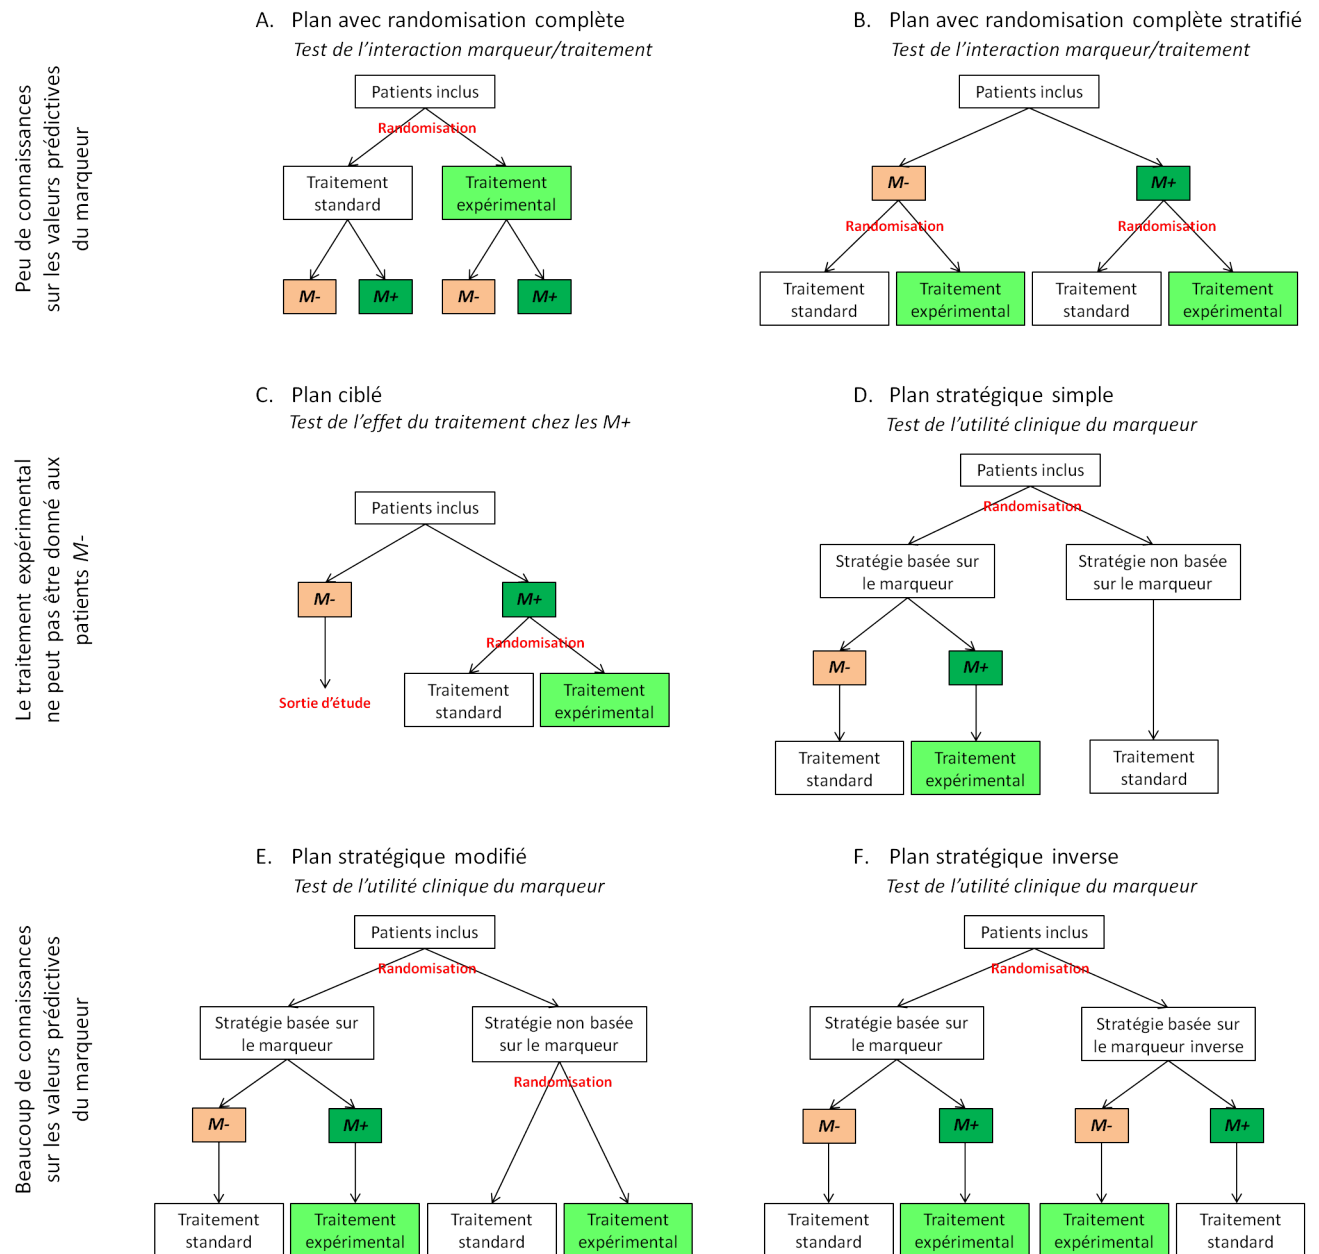 A. Plan avec randomisation complète
Test de l'interaction marqueur/traitement
Peu de connaissances
sur les valeurs prédictives
du marqueur
Patients inclus
Randomisation
Traitement
standard
Traitement
expérimental
M-
M+
M-
M+
B. Plan avec randomisation complète stratifié
Test de l'interaction marqueur/traitement
Patients inclus
M-
M+
Randomisation
Randomisation
Traitement
standard
Traitement
expérimental
Traitement
standard
Traitement
expérimental
Le traitement expérimental
ne peut pas être donné aux
patients M-
C. Plan ciblé
Test de l'effet du traitement chez les M+
Patients inclus
M-
M+
Randomisation
Sortie d'étude
Traitement
standard
Traitement
expérimental
D. Plan stratégique simple
Test de l'utilité clinique du marqueur
Patients inclus
Randomisation
Stratégie basée sur
le marqueur
Stratégie non basée
sur le marqueur
M-
M+
Traitement
standard
Traitement
expérimental
Traitement
standard
Beaucoup de connaissances
sur les valeurs prédictives
du marqueur
E. Plan stratégique modifié
Test de l'utilité clinique du marqueur
Patients inclus
Randomisation
Stratégie basée sur
le marqueur
Stratégie non basée
sur le marqueur
Randomisation
M-
M+
Traitement
standard
Traitement
expérimental
Traitement
standard
Traitement
expérimental
F. Plan stratégique inverse
Test de l'utilité clinique du marqueur
Patients inclus
Randomisation
Stratégie basée sur
le marqueur
Stratégie basée sur
le marqueur inverse
M-
M+
M-
M+
Traitement
standard
Traitement
expérimental
Traitement
expérimental
Traitement
standard